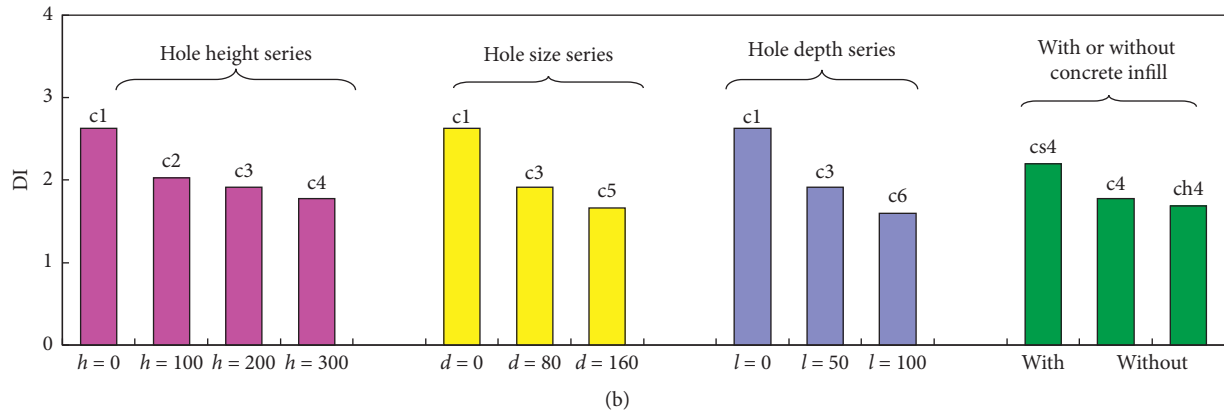 4
3
2
1
0
DI
Hole height series
c1
c2
c3
c4
h = 0 h = 100 h = 200 h = 300
Hole size series
c1
c3
c5
d = 0 d = 80 d = 160
Hole depth series
c1
c3
c6
l = 0 l = 50 l = 100
With or without
concrete infill
cs4
c4
ch4
With Without
(b)